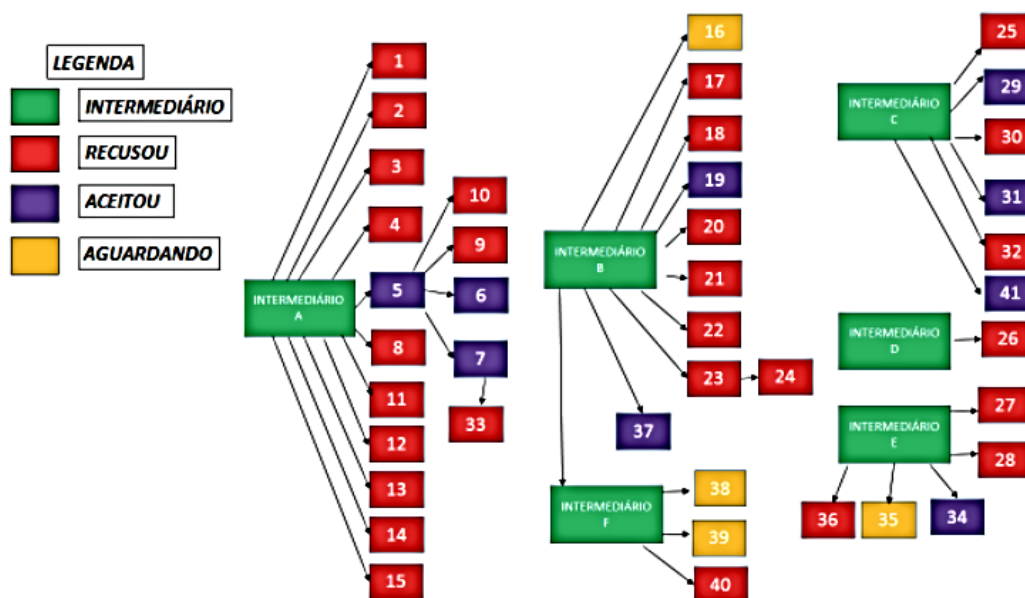 LEGENDA
INTERMEDIÁRIO
RECUSOU
ACEITOU
AGUARDANDO
INTERMEDIÁRIO
A
1
2
3
4
5
8
11
12
13
14
15
10
9
6
7
33
INTERMEDIÁRIO
B
16
17
18
19
20
21
22
23
24
37
INTERMEDIÁRIO
F
38
39
40
INTERMEDIÁRIO
C
25
29
30
31
32
41
INTERMEDIÁRIO
D
26
INTERMEDIÁRIO
E
27
28
36
35
34